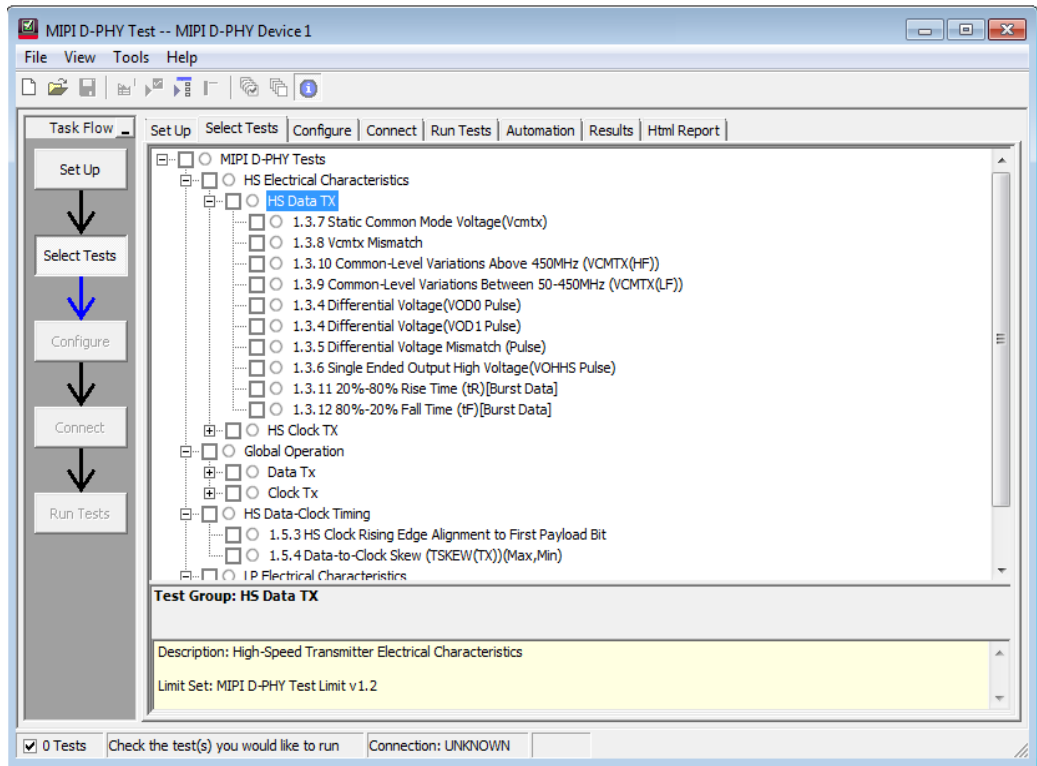 MIPI D-PHY Test -- MIPI D-PHY Device 1
File View Tools Help
Task Flow
Set Up
Select Tests
Configure
Connect
Run Tests
Set Up Select Tests Configure Connect Run Tests Automation Results Html Report
MIPI D-PHY Tests
HS Electrical Characteristics
HS Data TX
1.3.7 Static Common Mode Voltage(Vcmtx)
1.3.8 Vcmtx Mismatch
1.3.10 Common-Level Variations Above 450MHz (VCMTX(HF))
1.3.9 Common-Level Variations Between 50-450MHz (VCMTX(LF))
1.3.4 Differential Voltage(VOD0 Pulse)
1.3.4 Differential Voltage(VOD1 Pulse)
1.3.5 Differential Voltage Mismatch (Pulse)
1.3.6 Single Ended Output High Voltage(VOHHS Pulse)
1.3.11 20%-80% Rise Time (tR)[Burst Data]
1.3.12 80%-20% Fall Time (tF)[Burst Data]
HS Clock TX
Global Operation
Data Tx
Clock Tx
HS Data-Clock Timing
1.5.3 HS Clock Rising Edge Alignment to First Payload Bit
1.5.4 Data-to-Clock Skew (TSKEW(TX))(Max,Min)
LP Electrical Characteristics
Test Group: HS Data TX
Description: High-Speed Transmitter Electrical Characteristics
Limit Set: MIPI D-PHY Test Limit v1.2
0 Tests Check the test(s) you would like to run Connection: UNKNOWN